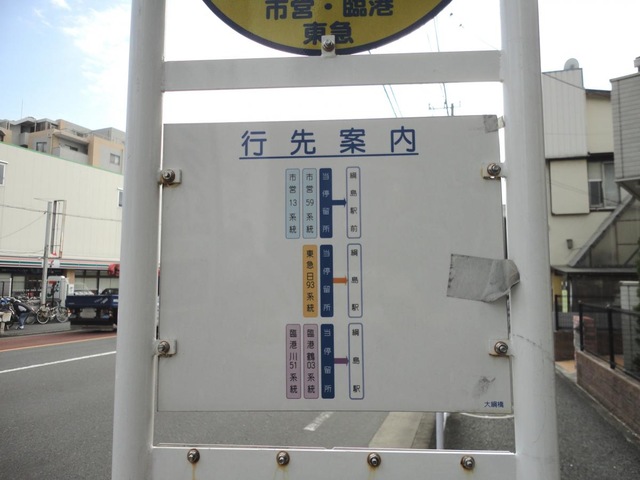 市営・臨港
東急
行先案内
市営13系統
市営59系統
当停留所
綱島駅前
東急日93系統
当停留所
綱島駅
臨港川51系統
臨港鶴03系統
当停留所
綱島駅
大綱橋